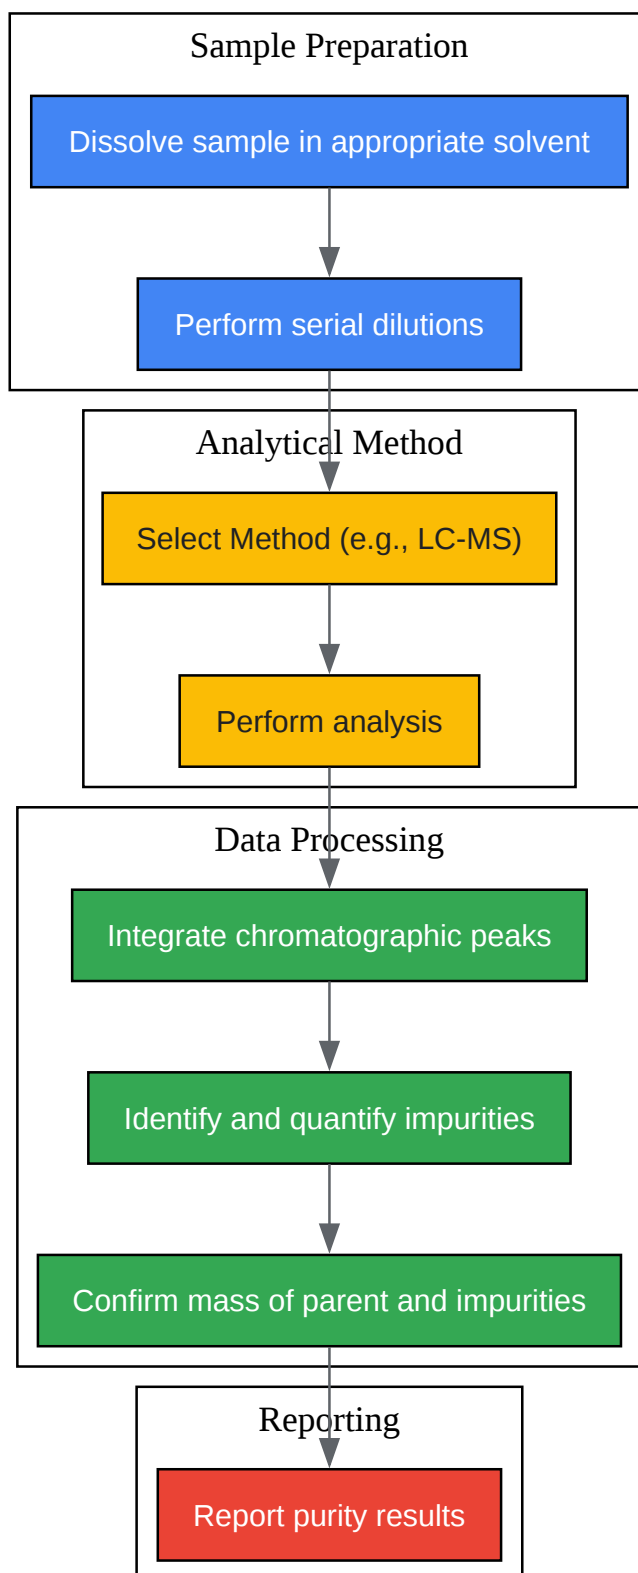 Sample Preparation
Dissolve sample in appropriate solvent
Perform serial dilutions
Analytical Method
Select Method (e.g., LC-MS)
Perform analysis
Data Processing
Integrate chromatographic peaks
Identify and quantify impurities
Confirm mass of parent and impurities
Reporting
Report purity results